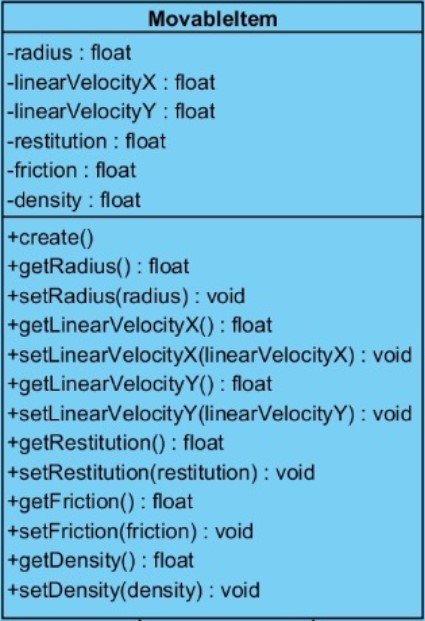 MovableItem
-radius : float
-linearVelocityX : float
-linearVelocityY : float
-restitution : float
-friction : float
-density : float
+create()
+getRadius() : float
+setRadius(radius) : void
+getLinearVelocityX() : float
+setLinearVelocityX(linearVelocityX) : void
+getLinearVelocityY() : float
+setLinearVelocityY(linearVelocityY) : void
+getRestitution() : float
+setRestitution(restitution) : void
+getFriction() : float
+setFriction(friction) : void
+getDensity() : float
+setDensity(density) : void